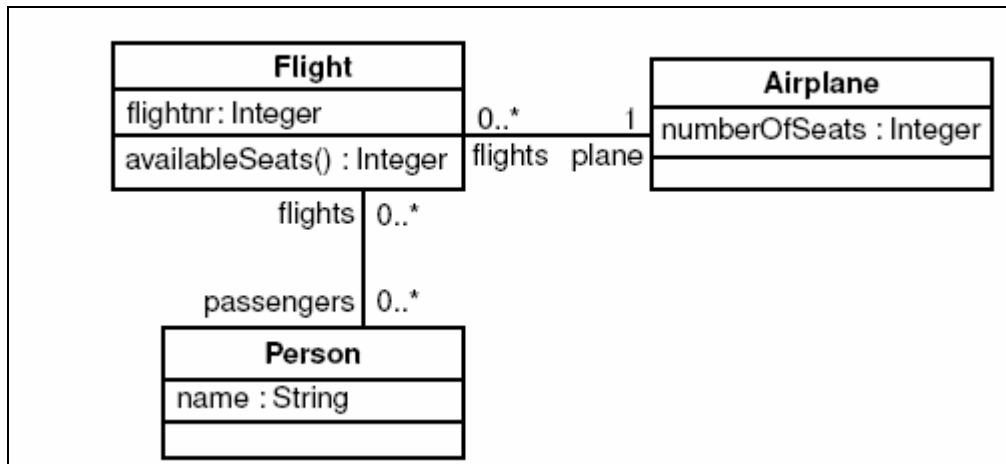 Flight
flightnr: Integer
availableSeats() : Integer
0..* 1
flights plane
Airplane
numberOfSeats : Integer
flights 0..*
passengers 0..*
Person
name : String